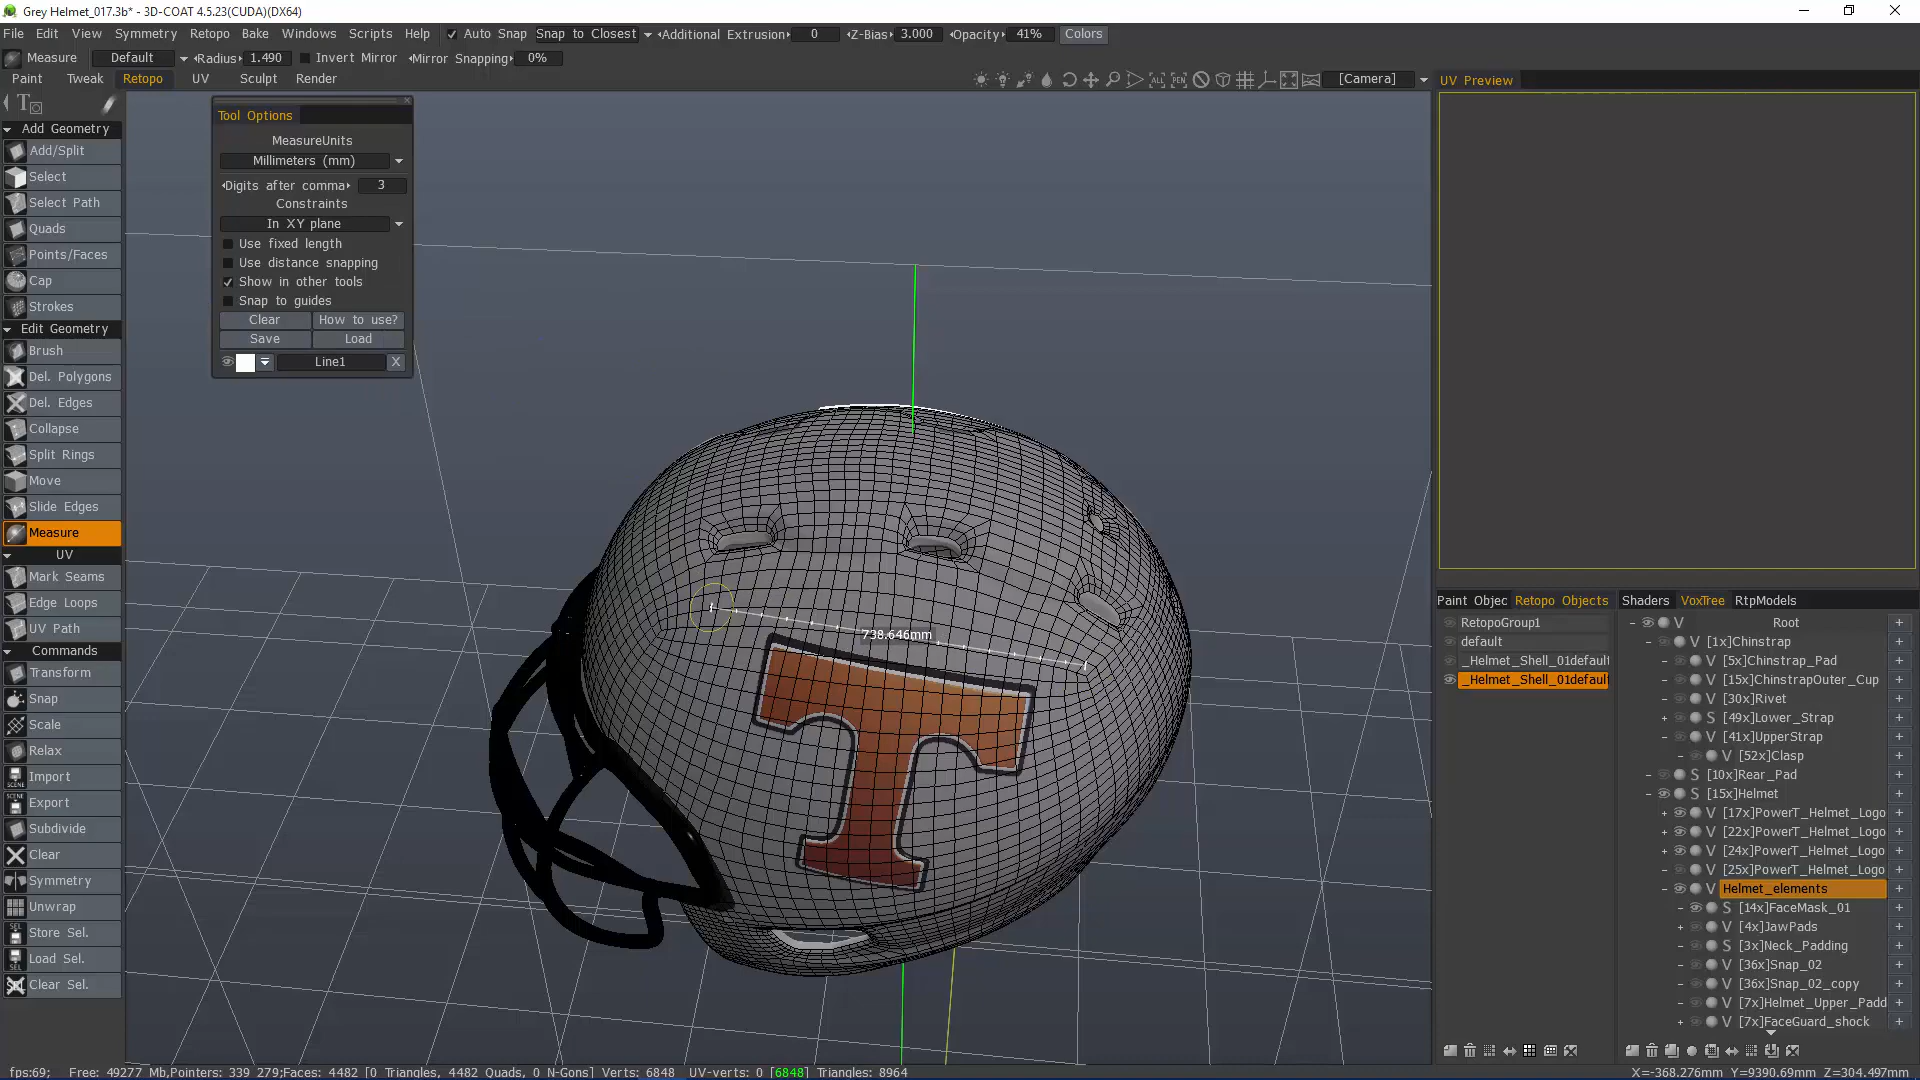 Grey Helmet_017.3b* - 3D-COAT 4.5.23(CUDA)(DX64)
File Edit View Symmetry Retopo Bake Windows Scripts Help Auto Snap Snap to Closest Additional Extrusion 0 Z-Bias 3.000 Opacity 41% Colors
Measure Default Radius 1.490 Invert Mirror Mirror Snapping 0%
Paint Tweak Retopo UV Sculpt Render [Camera] UV Preview
Add Geometry
Add/Split
Select
Select Path
Quads
Points/Faces
Cap
Strokes
Edit Geometry
Brush
Del. Polygons
Del. Edges
Collapse
Split Rings
Move
Slide Edges
Measure
UV
Mark Seams
Edge Loops
UV Path
Commands
Transform
Snap
Scale
Relax
Import
Export
Subdivide
Clear
Symmetry
Unwrap
Store Sel.
Load Sel.
Clear Sel.
Tool Options
MeasureUnits
Millimeters (mm)
Digits after comma 3
Constraints
In XY plane
Use fixed length
Use distance snapping
Show in other tools
Snap to guides
Clear How to use?
Save Load
Line1 X
738.646mm
T
Paint Objec Retopo Objects
RetopoGroup1
default
_Helmet_Shell_01default
_Helmet_Shell_01default
Shaders VoxTree RtpModels
V Root
V [1x]Chinstrap
V [5x]Chinstrap_Pad
V [15x]ChinstrapOuter_Cup
V [30x]Rivet
S [49x]Lower_Strap
V [41x]UpperStrap
V [52x]Clasp
S [10x]Rear_Pad
S [15x]Helmet
V [17x]PowerT_Helmet_Logo
V [22x]PowerT_Helmet_Logo
V [24x]PowerT_Helmet_Logo
V [25x]PowerT_Helmet_Logo
V Helmet_elements
S [14x]FaceMask_01
V [4x]JawPads
S [3x]Neck_Padding
V [36x]Snap_02
V [36x]Snap_02_copy
V [7x]Helmet_Upper_Padd
V [7x]FaceGuard_shock
fps:69; Free: 49277 Mb,Pointers: 339 279;Faces: 4482 [0 Triangles, 4482 Quads, 0 N-Gons] Verts: 6848 UV-verts: 0 [6848] Triangles: 8964 X=-368.276mm Y=9390.69mm Z=304.497mm